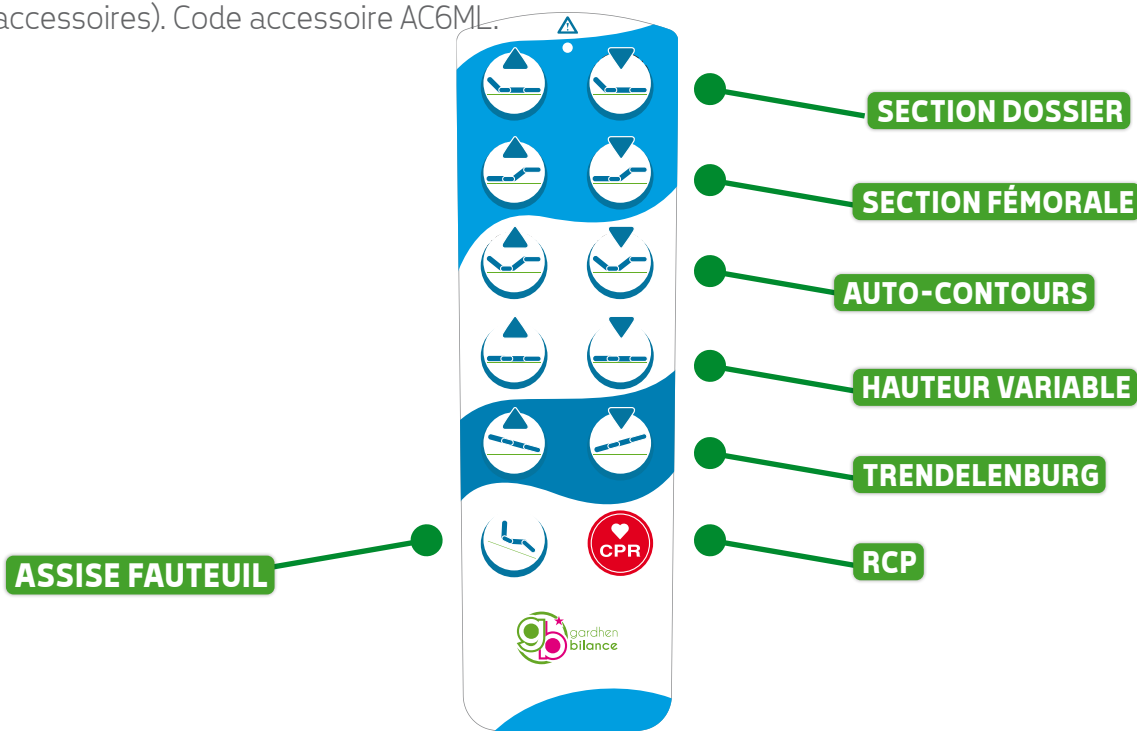 accessoires). Code accessoire AC6ML.
SECTION DOSSIER
SECTION FÉMORALE
AUTO-CONTOURS
HAUTEUR VARIABLE
TRENDELENBURG
CPR
RCP
ASSISE FAUTEUIL
gb gardhen
bilance